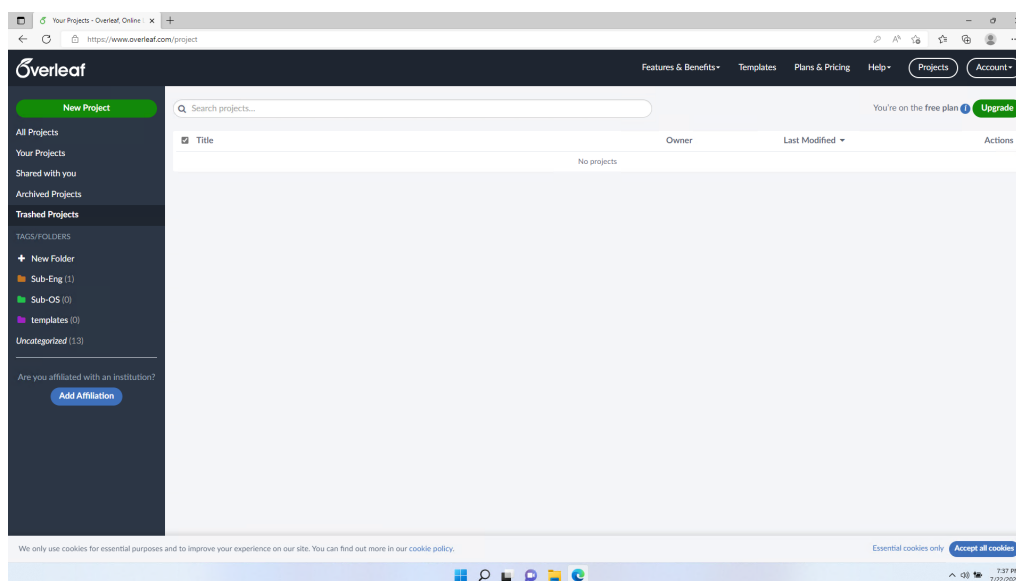 Your Projects - Overleaf, Online
https://www.overleaf.com/project
Overleaf
Features & Benefits
Templates
Plans & Pricing
Help
Projects
Account
New Project
Search projects...
You're on the free plan
Upgrade
All Projects
Your Projects
Shared with you
Archived Projects
Trashed Projects
Title
Owner
Last Modified
Actions
No projects
TAGS/FOLDERS
+ New Folder
Sub-Eng (1)
Sub-OS (0)
templates (0)
Uncategorized (13)
Are you affiliated with an institution?
Add Affiliation
We only use cookies for essential purposes and to improve your experience on our site. You can find out more in our cookie policy.
Essential cookies only
Accept all cookies
7:37